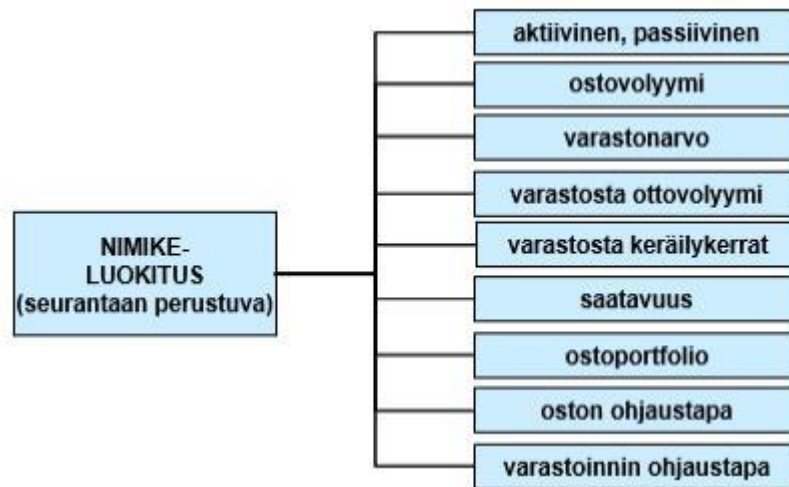 NIMIKE-
LUOKITUS
(seurantaan perustuva)
aktiivinen, passiivinen
ostovolyymi
varastonarvo
varastosta ottovolyymi
varastosta keräilykerrat
saatavuus
ostoportfolio
oston ohjaustapa
varastoinnin ohjaustapa